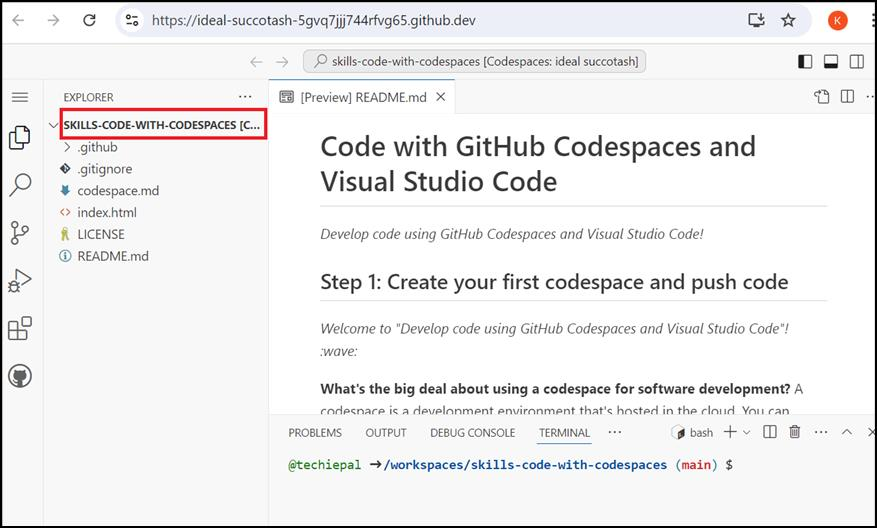 https://ideal-succotash-5gvq7jjj744rfvg65.github.dev
K
skills-code-with-codespaces [Codespaces: ideal succotash]
EXPLORER
SKILLS-CODE-WITH-CODESPACES [C...
.github
.gitignore
codespace.md
index.html
LICENSE
README.md
[Preview] README.md
Code with GitHub Codespaces and
Visual Studio Code
Develop code using GitHub Codespaces and Visual Studio Code!
Step 1: Create your first codespace and push code
Welcome to "Develop code using GitHub Codespaces and Visual Studio Code"!
:wave:
What's the big deal about using a codespace for software development? A
codespace is a development environment that's hosted in the cloud. You can
PROBLEMS OUTPUT DEBUG CONSOLE TERMINAL ... bash
@techiepal ➜/workspaces/skills-code-with-codespaces (main) $